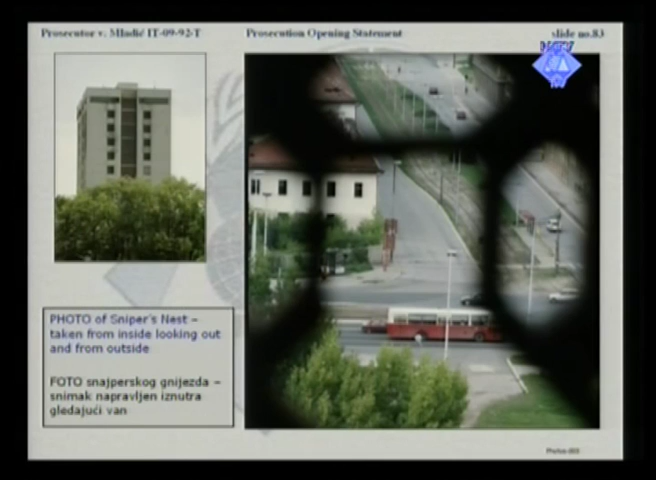 Prosecutor v. Mladić IT-09-92-T
Prosecution Opening Statement
slide no.83
PHOTO of Sniper's Nest –
taken from inside looking out
and from outside
FOTO snajperskog gnijezda –
snimak napravljen iznutra
gledajući van